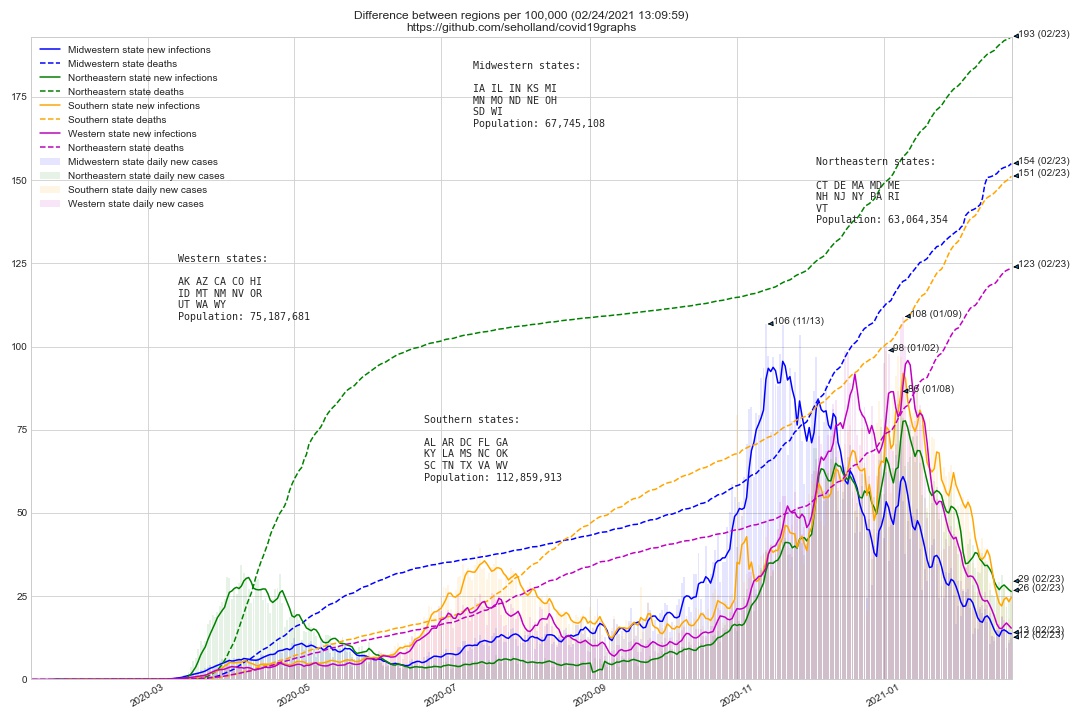 Difference between regions per 100,000 (02/24/2021 13:09:59)
https://github.com/seholland/covid19graphs
Midwestern state new infections
Midwestern state deaths
Northeastern state new infections
Northeastern state deaths
Southern state new infections
Southern state deaths
Western state new infections
Northeastern state deaths
Midwestern state daily new cases
Northeastern state daily new cases
Southern state daily new cases
Western state daily new cases
Midwestern states:
IA IL IN KS MI
MN MO ND NE OH
SD WI
Population: 67,745,108
Northeastern states:
CT DE MA MD ME
NH NJ NY PA RI
VT
Population: 63,064,354
Western states:
AK AZ CA CO HI
ID MT NM NV OR
UT WA WY
Population: 75,187,681
Southern states:
AL AR DC FL GA
KY LA MS NC OK
SC TN TX VA WV
Population: 112,859,913
193 (02/23)
154 (02/23)
151 (02/23)
123 (02/23)
106 (11/13)
108 (01/09)
98 (01/02)
86 (01/08)
29 (02/23)
26 (02/23)
13 (02/23)
12 (02/23)
175
150
125
100
75
50
25
0
2020-03
2020-05
2020-07
2020-09
2020-11
2021-01